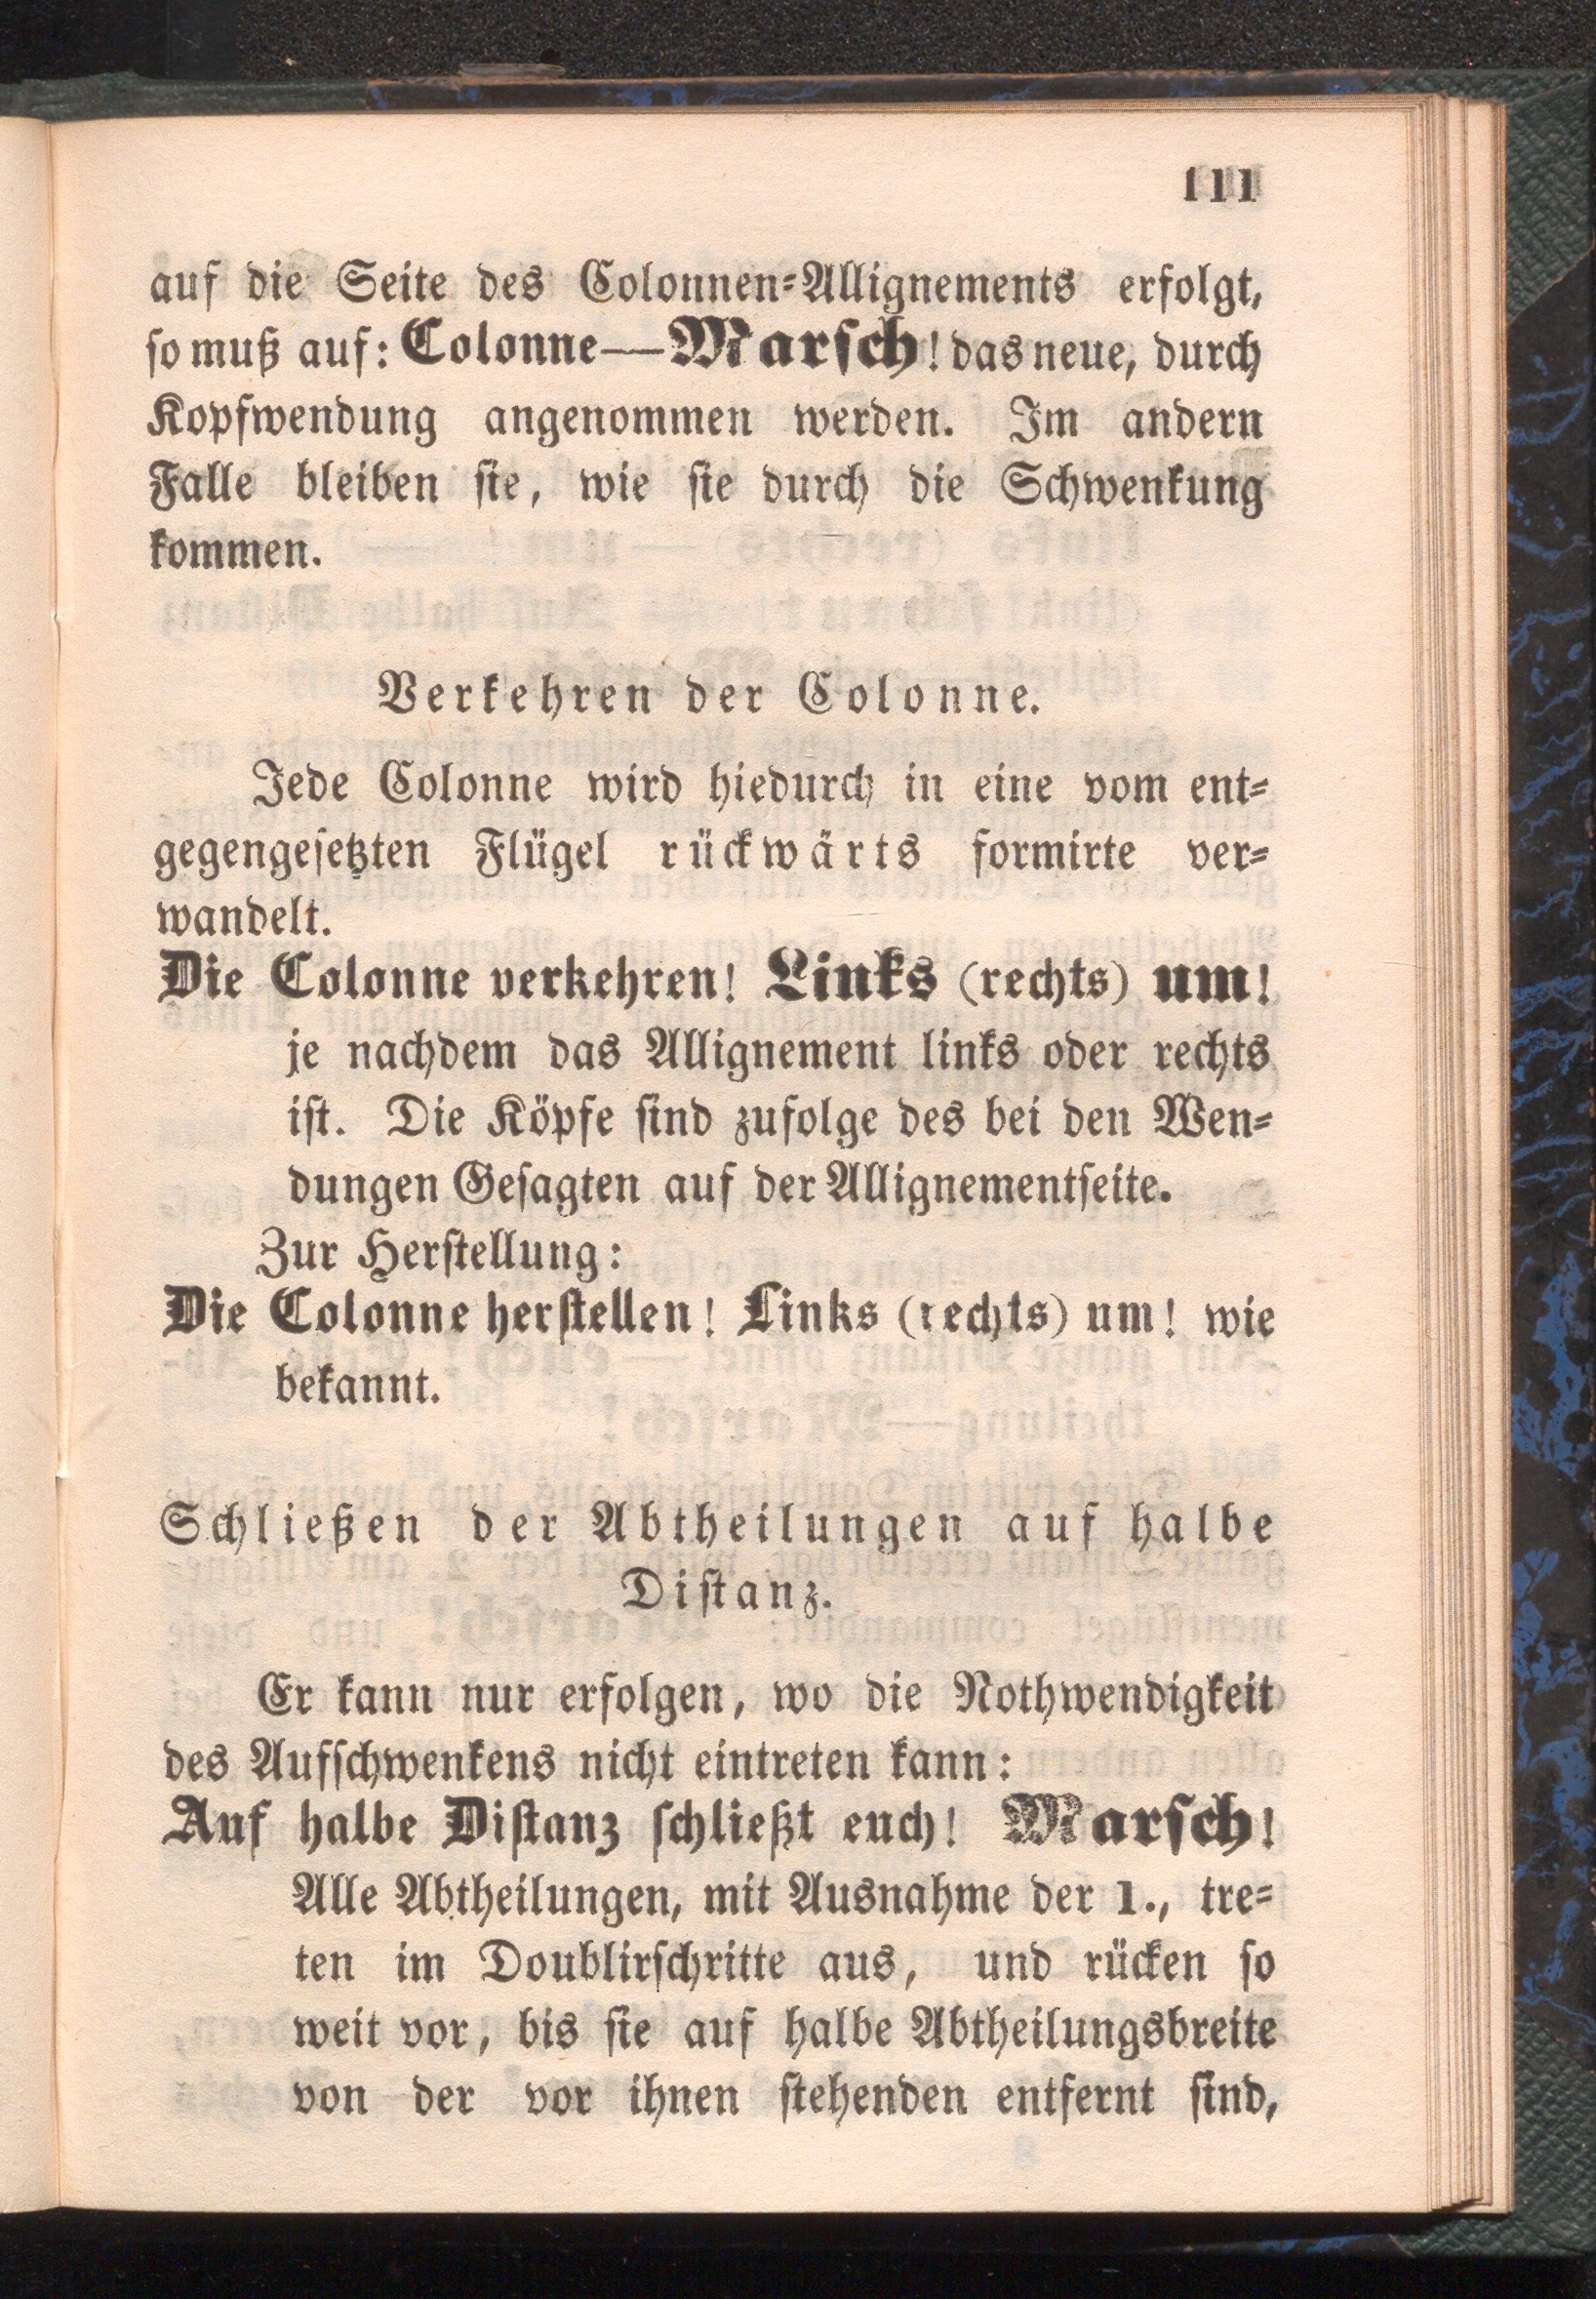 111
auf die Seite des Colonnen-Allignements erfolgt,
so muß auf: Colonne—Marsch! das neue, durch
Kopfwendung angenommen werden. Im andern
Falle bleiben sie, wie sie durch die Schwenkung
kommen.
Verkehren der Colonne.
Jede Colonne wird hiedurch in eine vom ent-
gegengesetzten Flügel rückwärts formirte ver-
wandelt.
Die Colonne verkehren! Links (rechts) um!
je nachdem das Allignement links oder rechts
ist. Die Köpfe sind zufolge des bei den Wen-
dungen Gesagten auf der Allignementseite.
Zur Herstellung:
Die Colonne herstellen! Links (rechts) um! wie
bekannt.
Schließen der Abtheilungen auf halbe
Distanz.
Er kann nur erfolgen, wo die Nothwendigkeit
des Aufschwenkens nicht eintreten kann:
Auf halbe Distanz schließt euch! Marsch!
Alle Abtheilungen, mit Ausnahme der 1., tre-
ten im Doublirschritte aus, und rücken so
weit vor, bis sie auf halbe Abtheilungsbreite
von der vor ihnen stehenden entfernt sind,